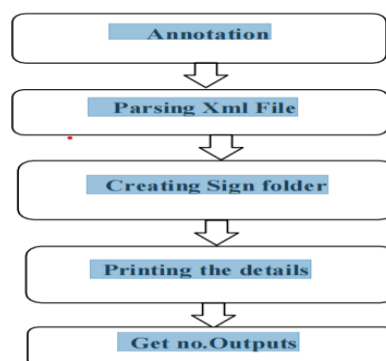 Annotation
Parsing Xml File
Creating Sign folder
Printing the details
Get no.Outputs